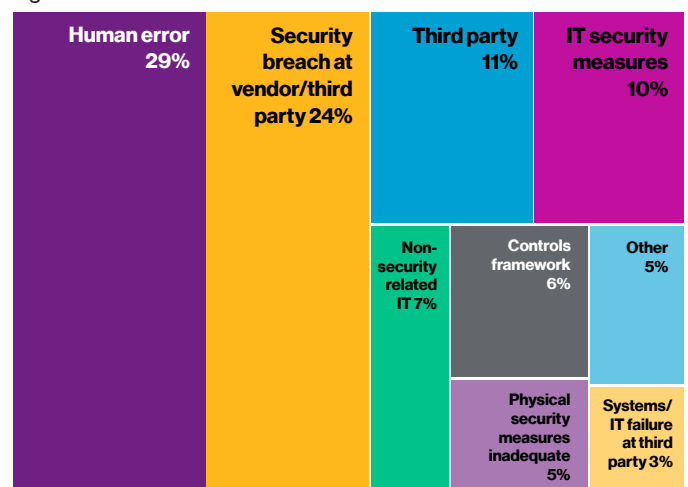 Human error
29%
Security
breach at
vendor/third
party 24%
Third party
11%
IT security
measures
10%
Non-
security
related
IT 7%
Controls
framework
6%
Other
5%
Physical
security
measures
inadequate
5%
Systems/
IT failure
at third
party 3%